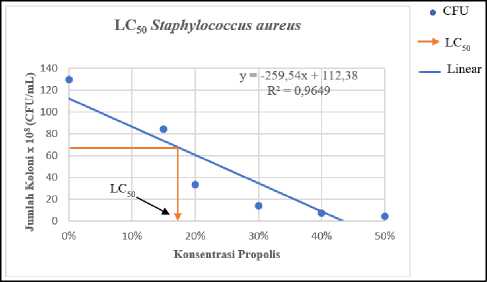 LC50 Staphylococcus aureus
CFU
LC50
Linear
y = -259,54x + 112,38
R² = 0,9649
Jumlah Koloni x 10⁸ (CFU/mL)
140
120
100
80
60
40
20
0
LC50
0% 10% 20% 30% 40% 50%
Konsentrasi Propolis